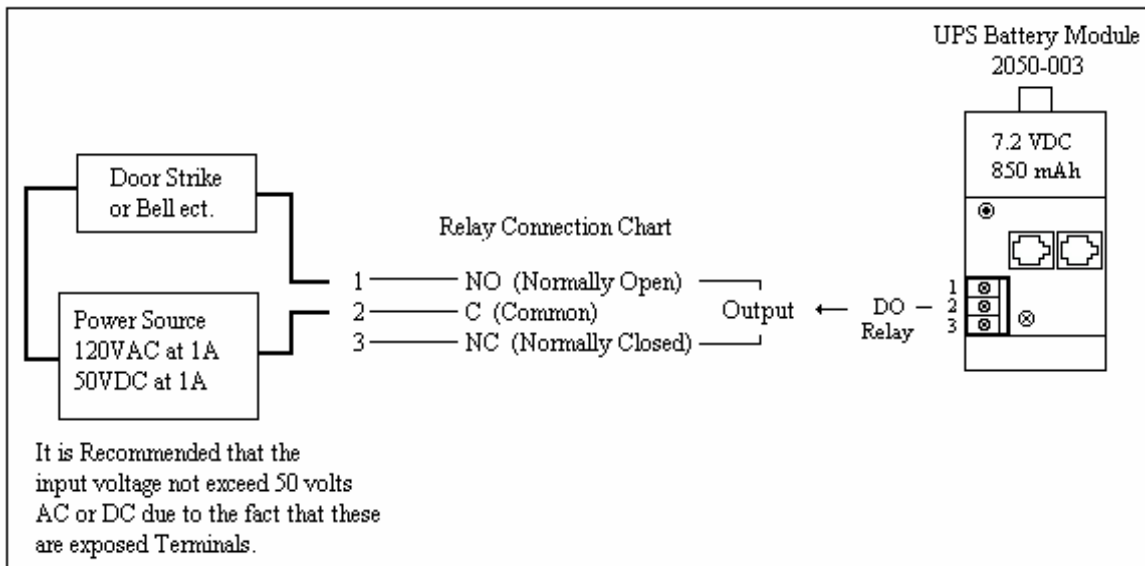 UPS Battery Module
2050-003
7.2 VDC
850 mAh
Door Strike
or Bell ect.
Relay Connection Chart
1 NO (Normally Open)
2 C (Common)
3 NC (Normally Closed)
Output
DO
Relay
1
2
3
Power Source
120VAC at 1A
50VDC at 1A
It is Recommended that the
input voltage not exceed 50 volts
AC or DC due to the fact that these
are exposed Terminals.